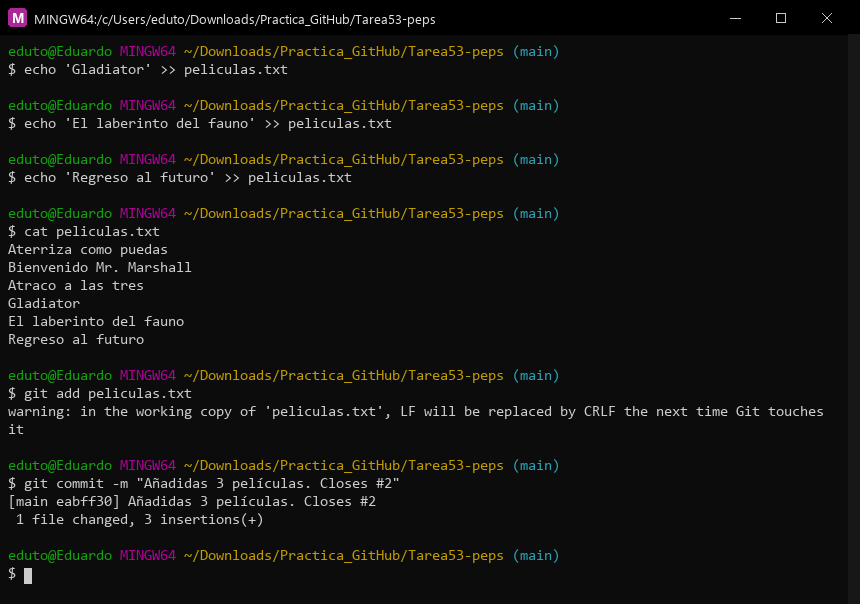 M MINGW64:/c/Users/eduto/Downloads/Practica_GitHub/Tarea53-peps
eduto@Eduardo MINGW64 ~/Downloads/Practica_GitHub/Tarea53-peps (main)
$ echo 'Gladiator' >> peliculas.txt
eduto@Eduardo MINGW64 ~/Downloads/Practica_GitHub/Tarea53-peps (main)
$ echo 'El laberinto del fauno' >> peliculas.txt
eduto@Eduardo MINGW64 ~/Downloads/Practica_GitHub/Tarea53-peps (main)
$ echo 'Regreso al futuro' >> peliculas.txt
eduto@Eduardo MINGW64 ~/Downloads/Practica_GitHub/Tarea53-peps (main)
$ cat peliculas.txt
Aterriza como puedas
Bienvenido Mr. Marshall
Atraco a las tres
Gladiator
El laberinto del fauno
Regreso al futuro
eduto@Eduardo MINGW64 ~/Downloads/Practica_GitHub/Tarea53-peps (main)
$ git add peliculas.txt
warning: in the working copy of 'peliculas.txt', LF will be replaced by CRLF the next time Git touches
it
eduto@Eduardo MINGW64 ~/Downloads/Practica_GitHub/Tarea53-peps (main)
$ git commit -m "Añadidas 3 películas. Closes #2"
[main eabff30] Añadidas 3 películas. Closes #2
 1 file changed, 3 insertions(+)
eduto@Eduardo MINGW64 ~/Downloads/Practica_GitHub/Tarea53-peps (main)
$